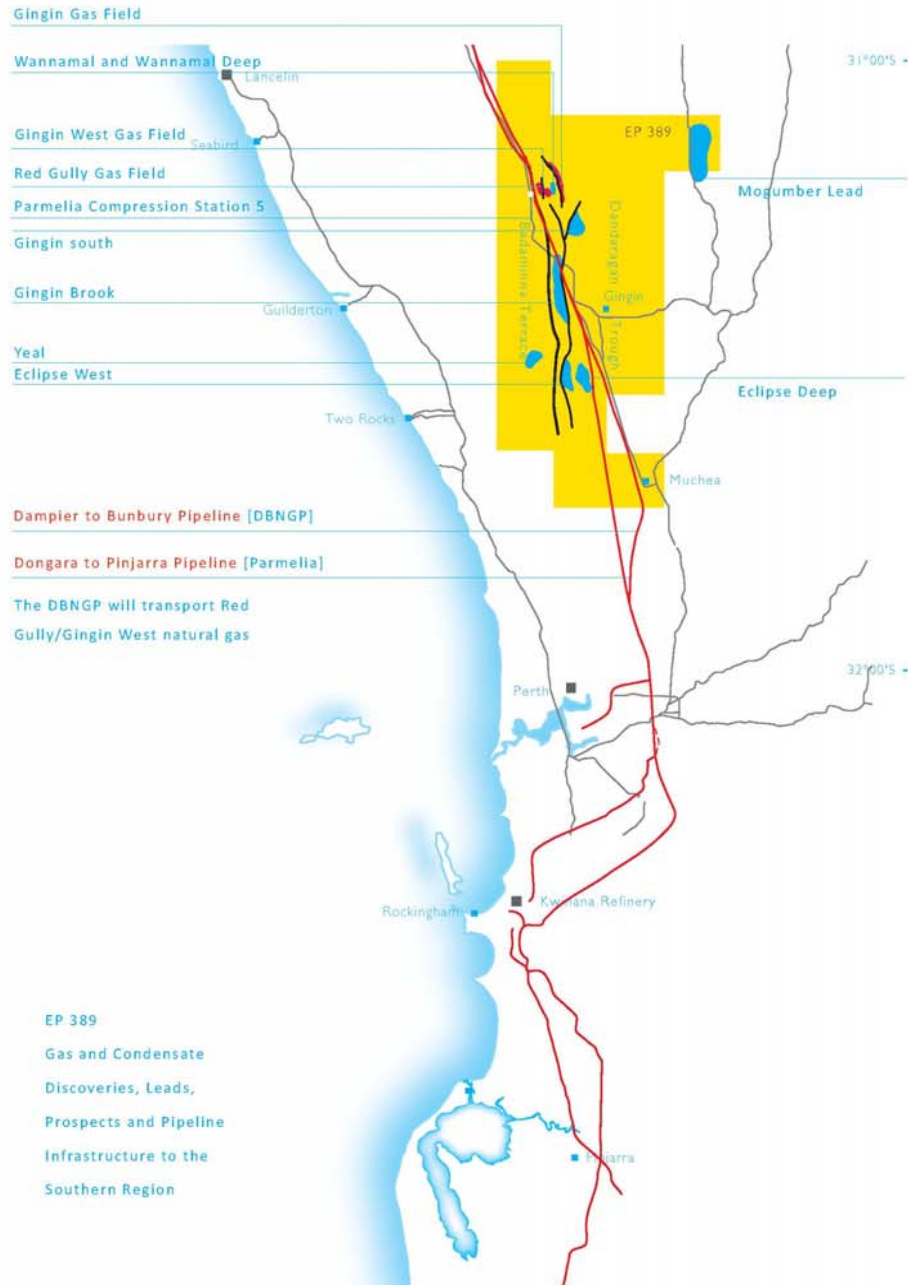 Gingin Gas Field
Wannamal and Wannamal Deep
31°00'S
Lancelin
Gingin West Gas Field
EP 389
Seabird
Red Gully Gas Field
Mogumber Lead
Parmelia Compression Station 5
Gingin south
Dandaragan Trough
Badaminna Terrace
Gingin Brook
Gingin
Guilderton
Yeal
Eclipse West
Eclipse Deep
Two Rocks
Muchea
Dampier to Bunbury Pipeline [DBNGP]
Dongara to Pinjarra Pipeline [Parmelia]
The DBNGP will transport Red
Gully/Gingin West natural gas
32°00'S
Perth
Kwinana Refinery
Rockingham
EP 389
Gas and Condensate
Discoveries, Leads,
Prospects and Pipeline
Infrastructure to the
Southern Region
Pinjarra